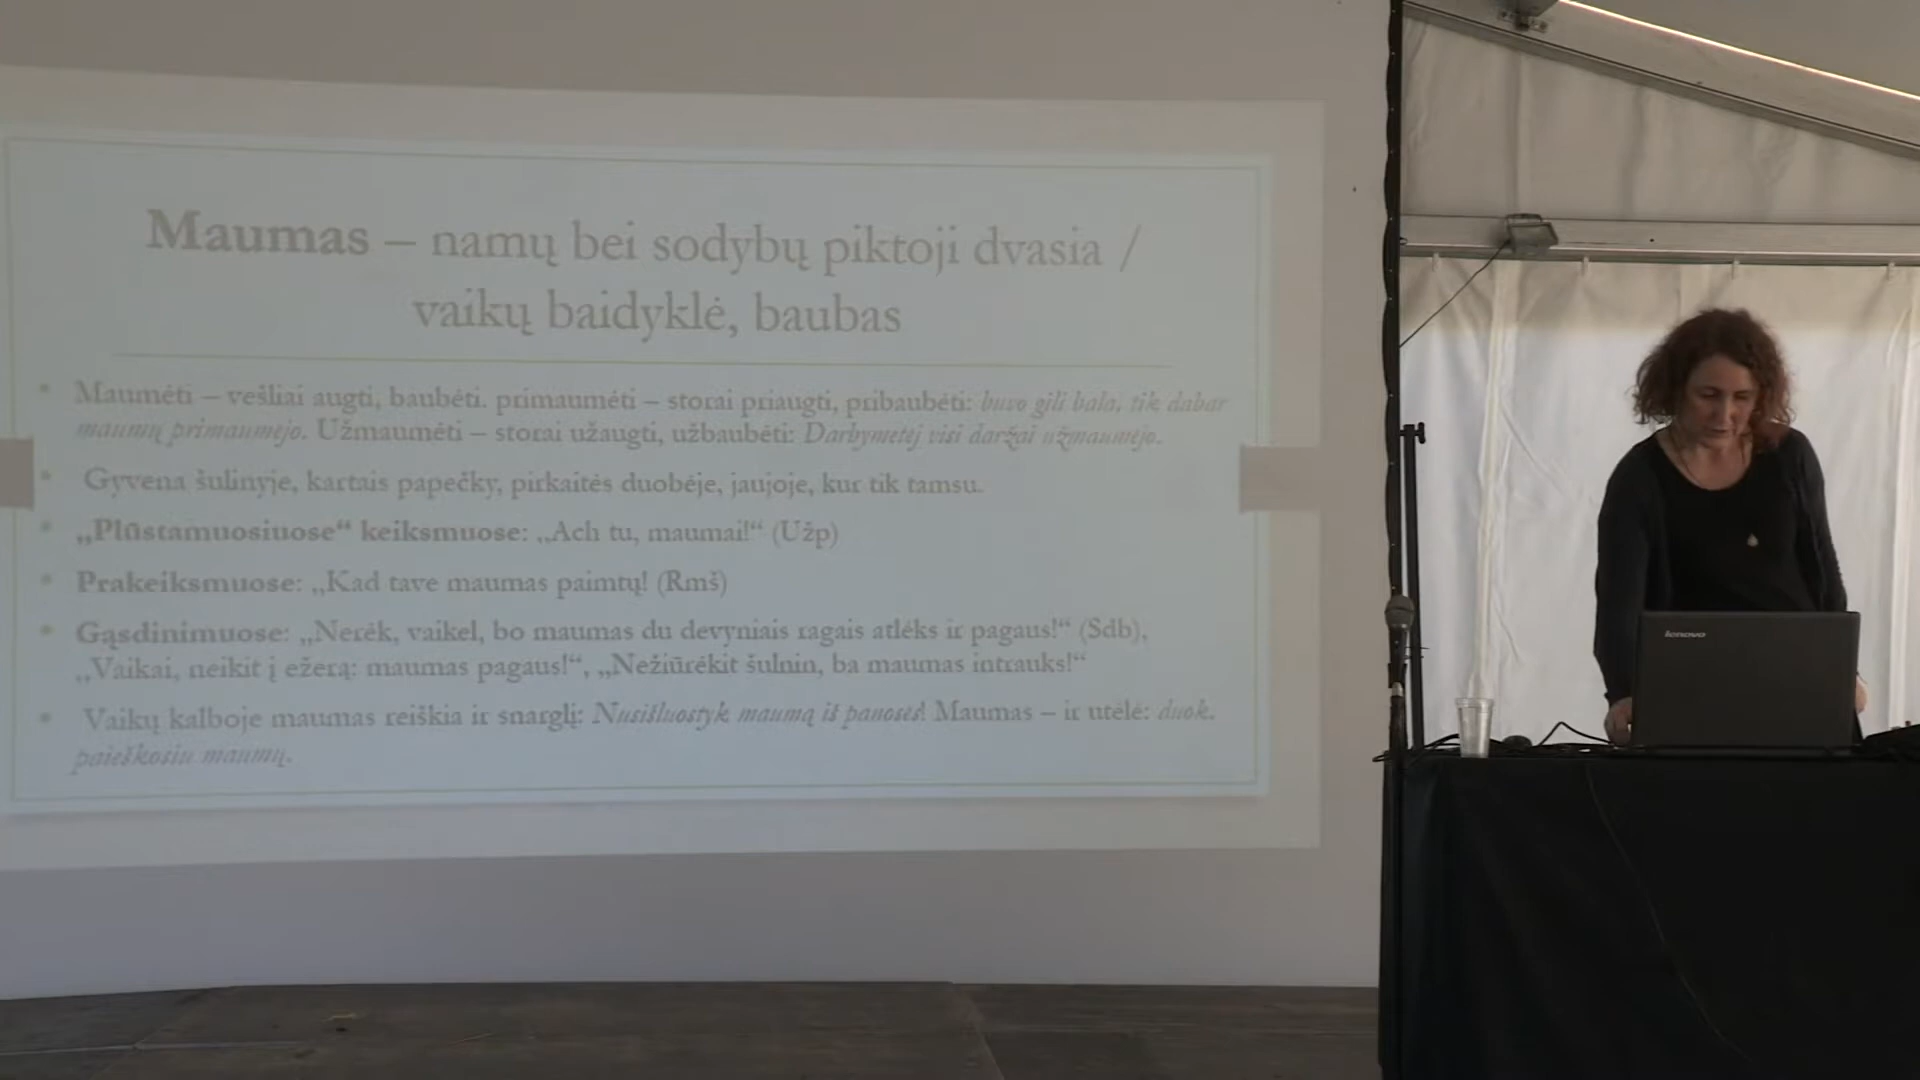 Maumas – namų bei sodybų piktoji dvasia /
vaikų baidyklė, baubas
• Maumėti – vešliai augti, baubėti. primaumėti – storai priaugti, pribaubėti: buvo gili bala, tik dabar
maumų primaumėjo. Užmaumėti – storai užaugti, užbaubėti: Darbymetėj visi daržai užmaumėjo.
• Gyvena šulinyje, kartais papečky, pirkaitės duobėje, jaujoje, kur tik tamsu.
• „Plūstamuosiuose“ keiksmuose: „Ach tu, maumai!“ (Užp)
• Prakeiksmuose: „Kad tave maumas paimtų! (Rmš)
• Gąsdinimuose: „Nerėk, vaikel, bo maumas du devyniais ragais atlėks ir pagaus!“ (Sdb),
„Vaikai, neikit į ežerą: maumas pagaus!“, „Nežiūrėkit šulnin, ba maumas intrauks!“
• Vaikų kalboje maumas reiškia ir snarglį: Nusišluostyk maumą iš panosės! Maumas – ir utėlė: duok,
paieškosiu maumų.
lenovo